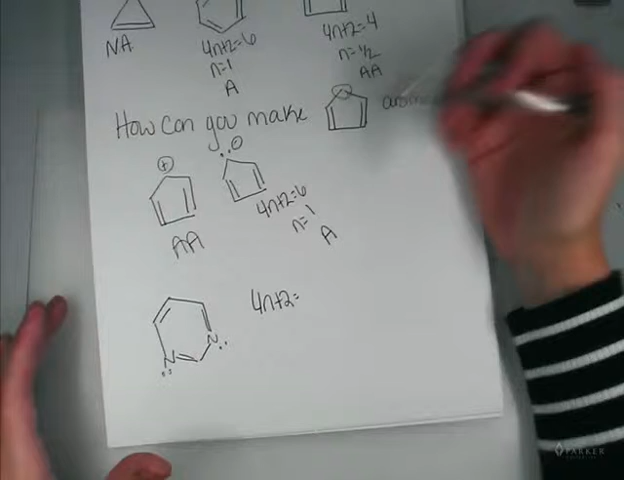 NA
4n+2=6
n=1
A
4n+2=4
n=1/2
AA
How can you make
⊕
AA
:⊖
4n+2=6
n=1
A
4n+2=
N:
N:
PARKER